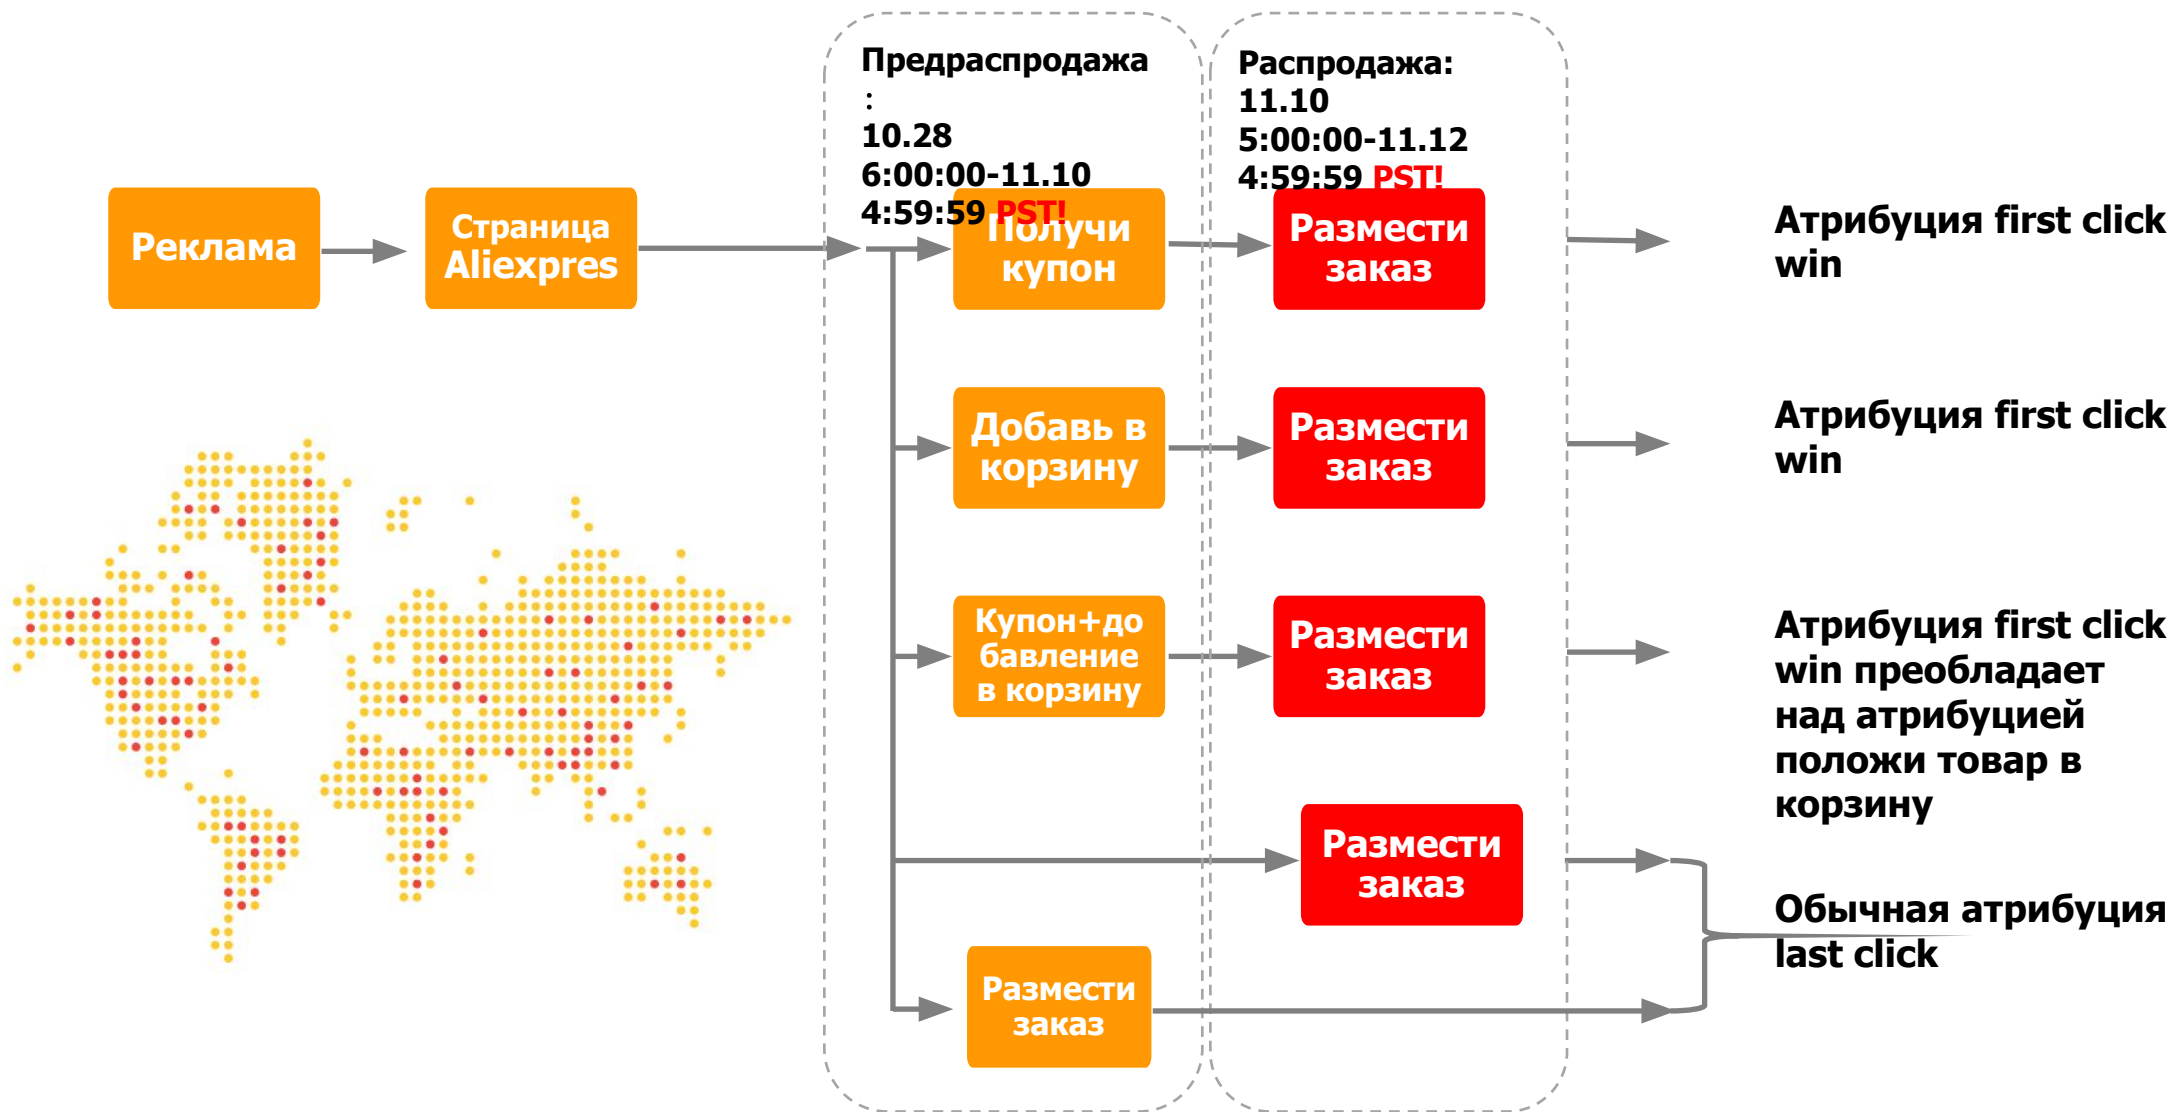 Предраспродажа
:
10.28
6:00:00-11.10
4:59:59 PST!
Распродажа:
11.10
5:00:00-11.12
4:59:59 PST!
Реклама
Страница
Aliexpres
Получи
купон
Размести
заказ
Атрибуция first click
win
Добавь в
корзину
Размести
заказ
Атрибуция first click
win
Купон+до
бавление
в корзину
Размести
заказ
Атрибуция first click
win преобладает
над атрибуцией
положи товар в
корзину
Размести
заказ
Обычная атрибуция
last click
Размести
заказ